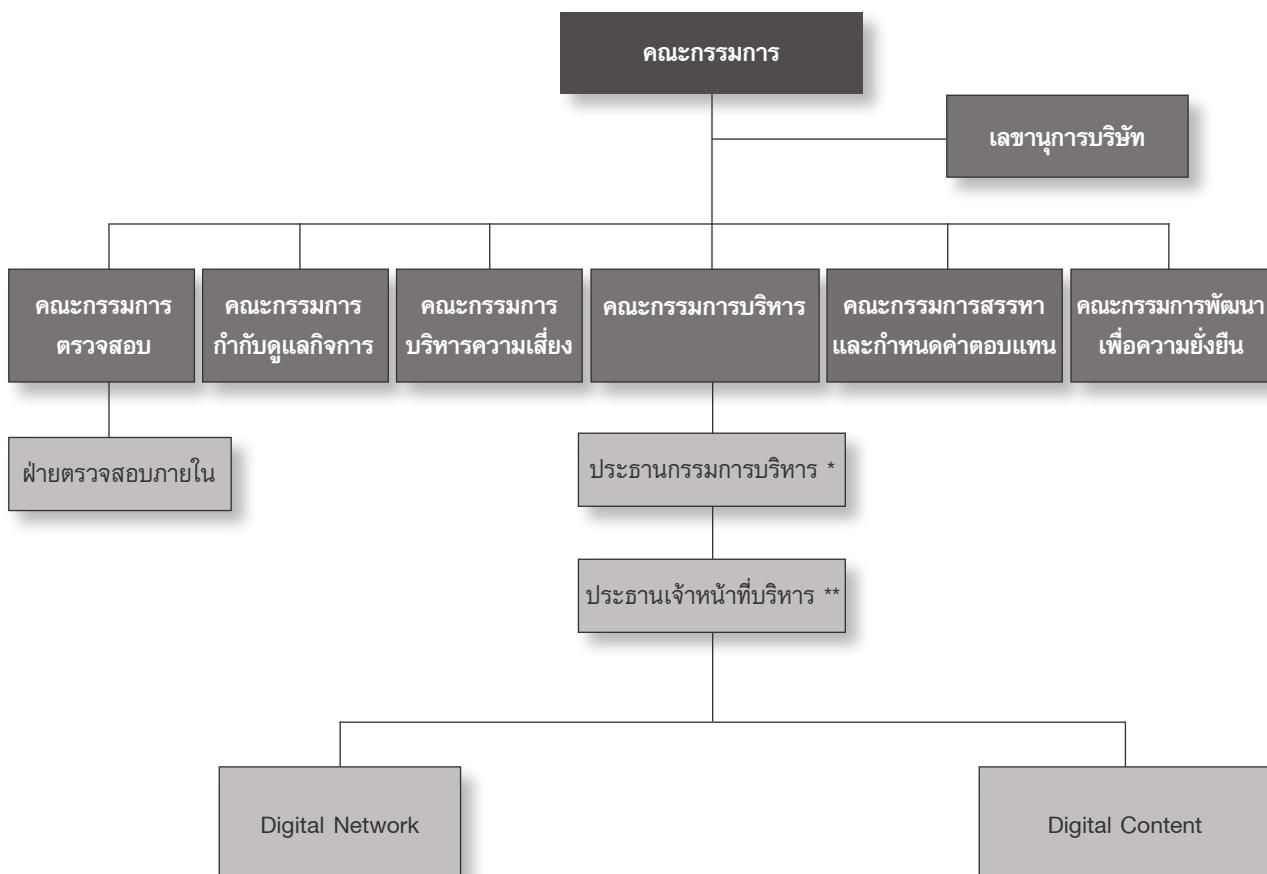 คณะกรรมการ
เลขานุการบริษัท
คณะกรรมการ
ตรวจสอบ
คณะกรรมการ
กำกับดูแลกิจการ
คณะกรรมการ
บริหารความเสี่ยง
คณะกรรมการบริหาร
คณะกรรมการสรรหา
และกำหนดค่าตอบแทน
คณะกรรมการพัฒนา
เพื่อความยั่งยืน
ฝ่ายตรวจสอบภายใน
ประธานกรรมการบริหาร *
ประธานเจ้าหน้าที่บริหาร **
Digital Network
Digital Content